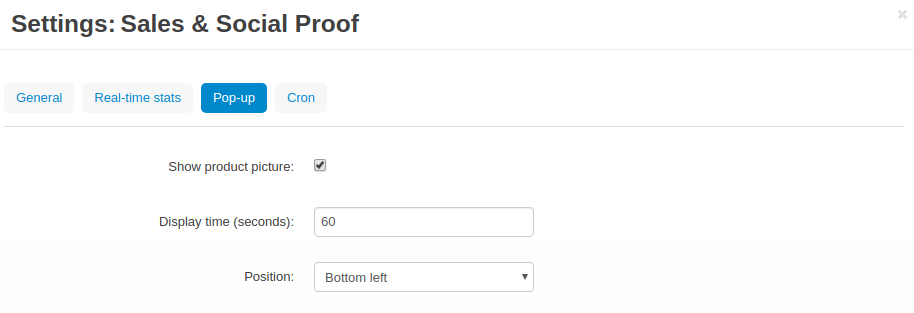 Settings: Sales & Social Proof
General Real-time stats Pop-up Cron
Show product picture:
Display time (seconds): 60
Position: Bottom left